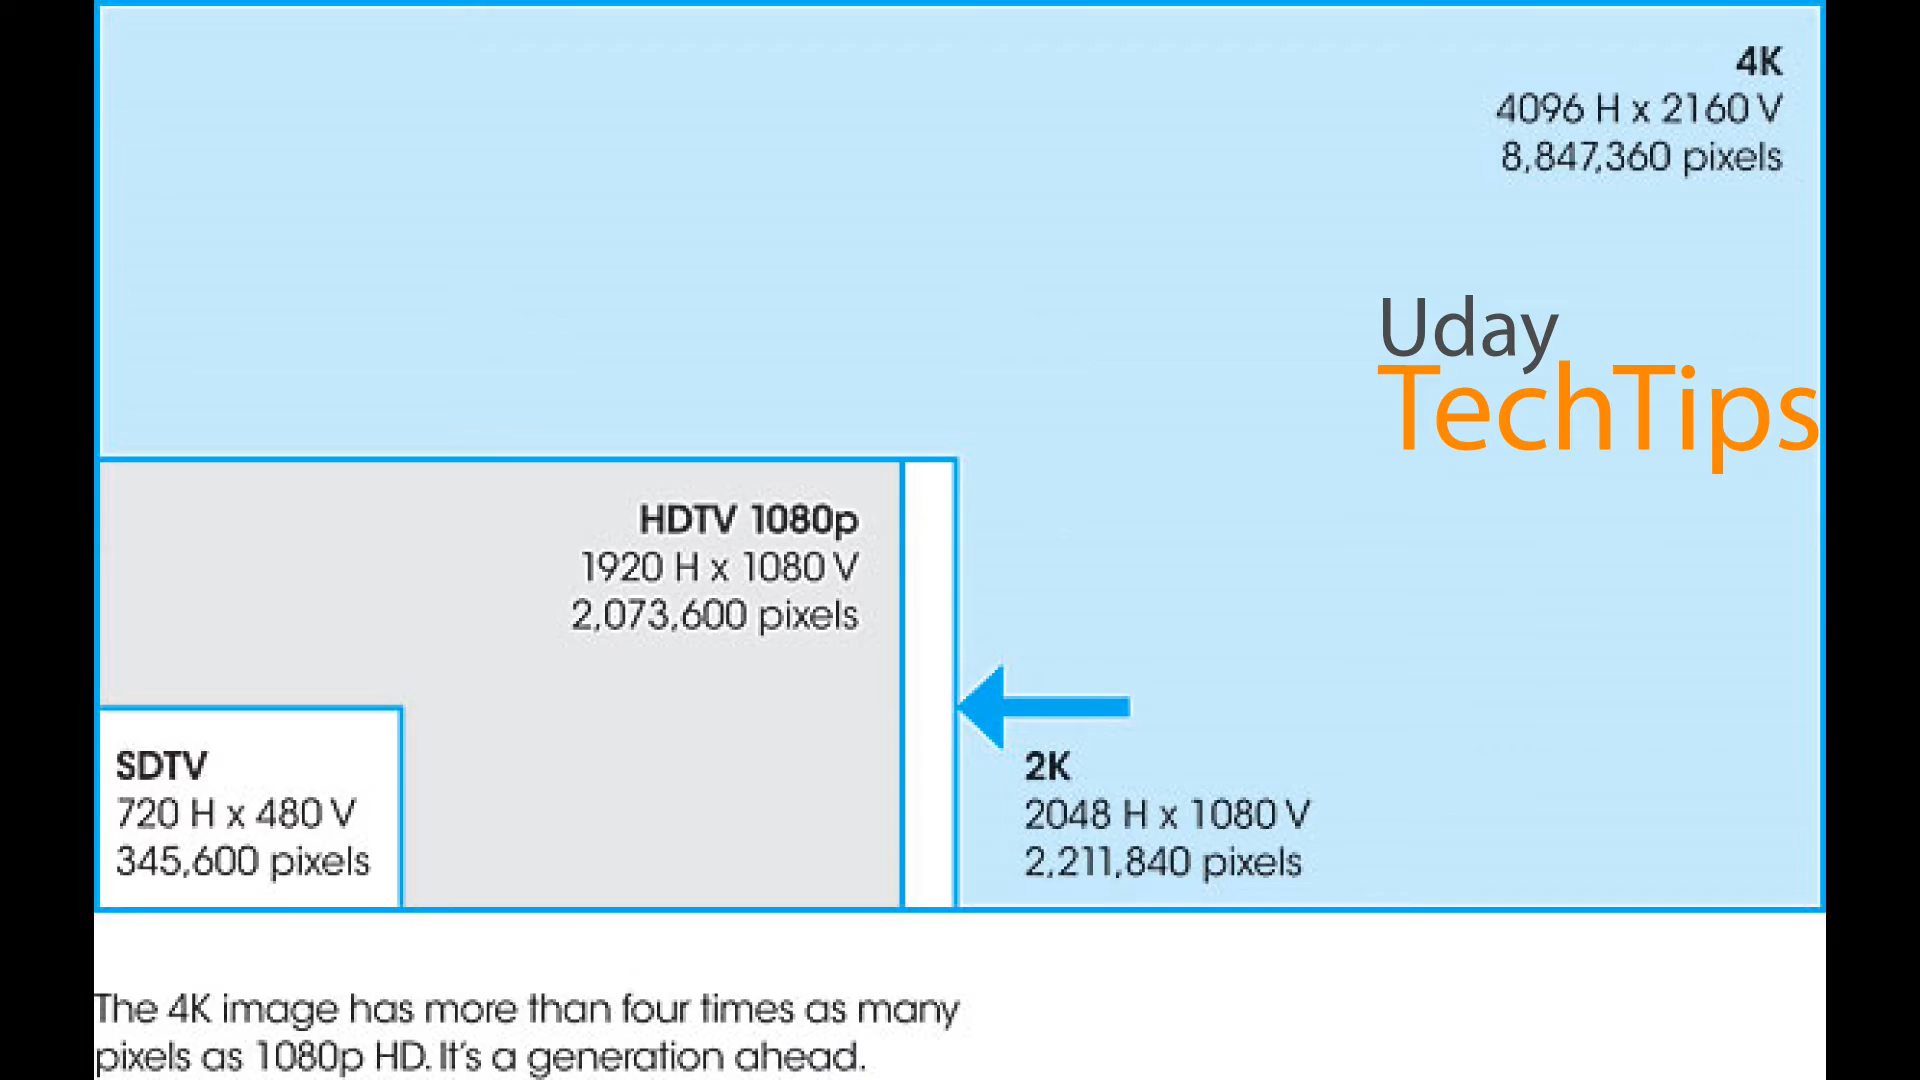 4K
4096 H x 2160 V
8,847,360 pixels
Uday
TechTips
HDTV 1080p
1920 H x 1080 V
2,073,600 pixels
SDTV
720 H x 480 V
345,600 pixels
2K
2048 H x 1080 V
2,211,840 pixels
The 4K image has more than four times as many
pixels as 1080p HD. It's a generation ahead.